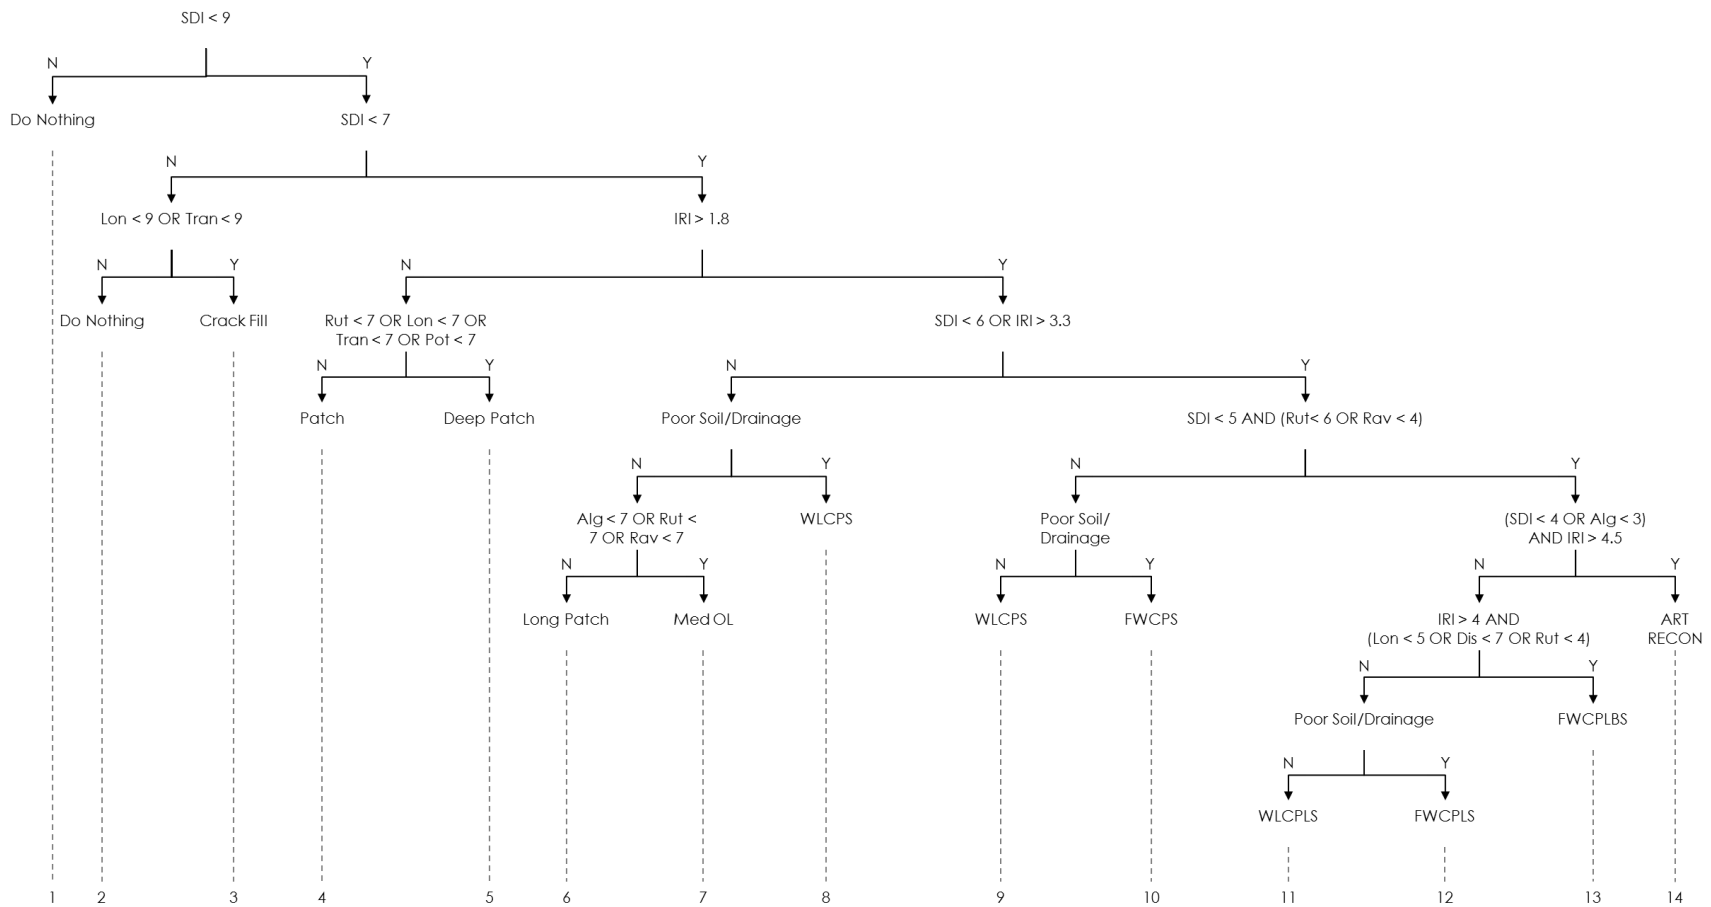 SDI < 9
N
Y
Do Nothing
SDI < 7
N
Y
Lon < 9 OR Tran < 9
IRI > 1.8
N
Y
N
Y
Do Nothing
Crack Fill
Rut < 7 OR Lon < 7 OR
Tran < 7 OR Pot < 7
SDI < 6 OR IRI > 3.3
N
Y
N
Y
Patch
Deep Patch
Poor Soil/Drainage
SDI < 5 AND (Rut< 6 OR Rav < 4)
N
Y
N
Y
Alg < 7 OR Rut <
7 OR Rav < 7
WLCPS
Poor Soil/
Drainage
(SDI < 4 OR Alg < 3)
AND IRI > 4.5
N
Y
N
Y
N
Y
Long Patch
Med OL
WLCPS
FWCPS
IRI > 4 AND
(Lon < 5 OR Dis < 7 OR Rut < 4)
ART
RECON
N
Y
Poor Soil/Drainage
FWCPLBS
N
Y
WLCPLS
FWCPLS
1
2
3
4
5
6
7
8
9
10
11
12
13
14